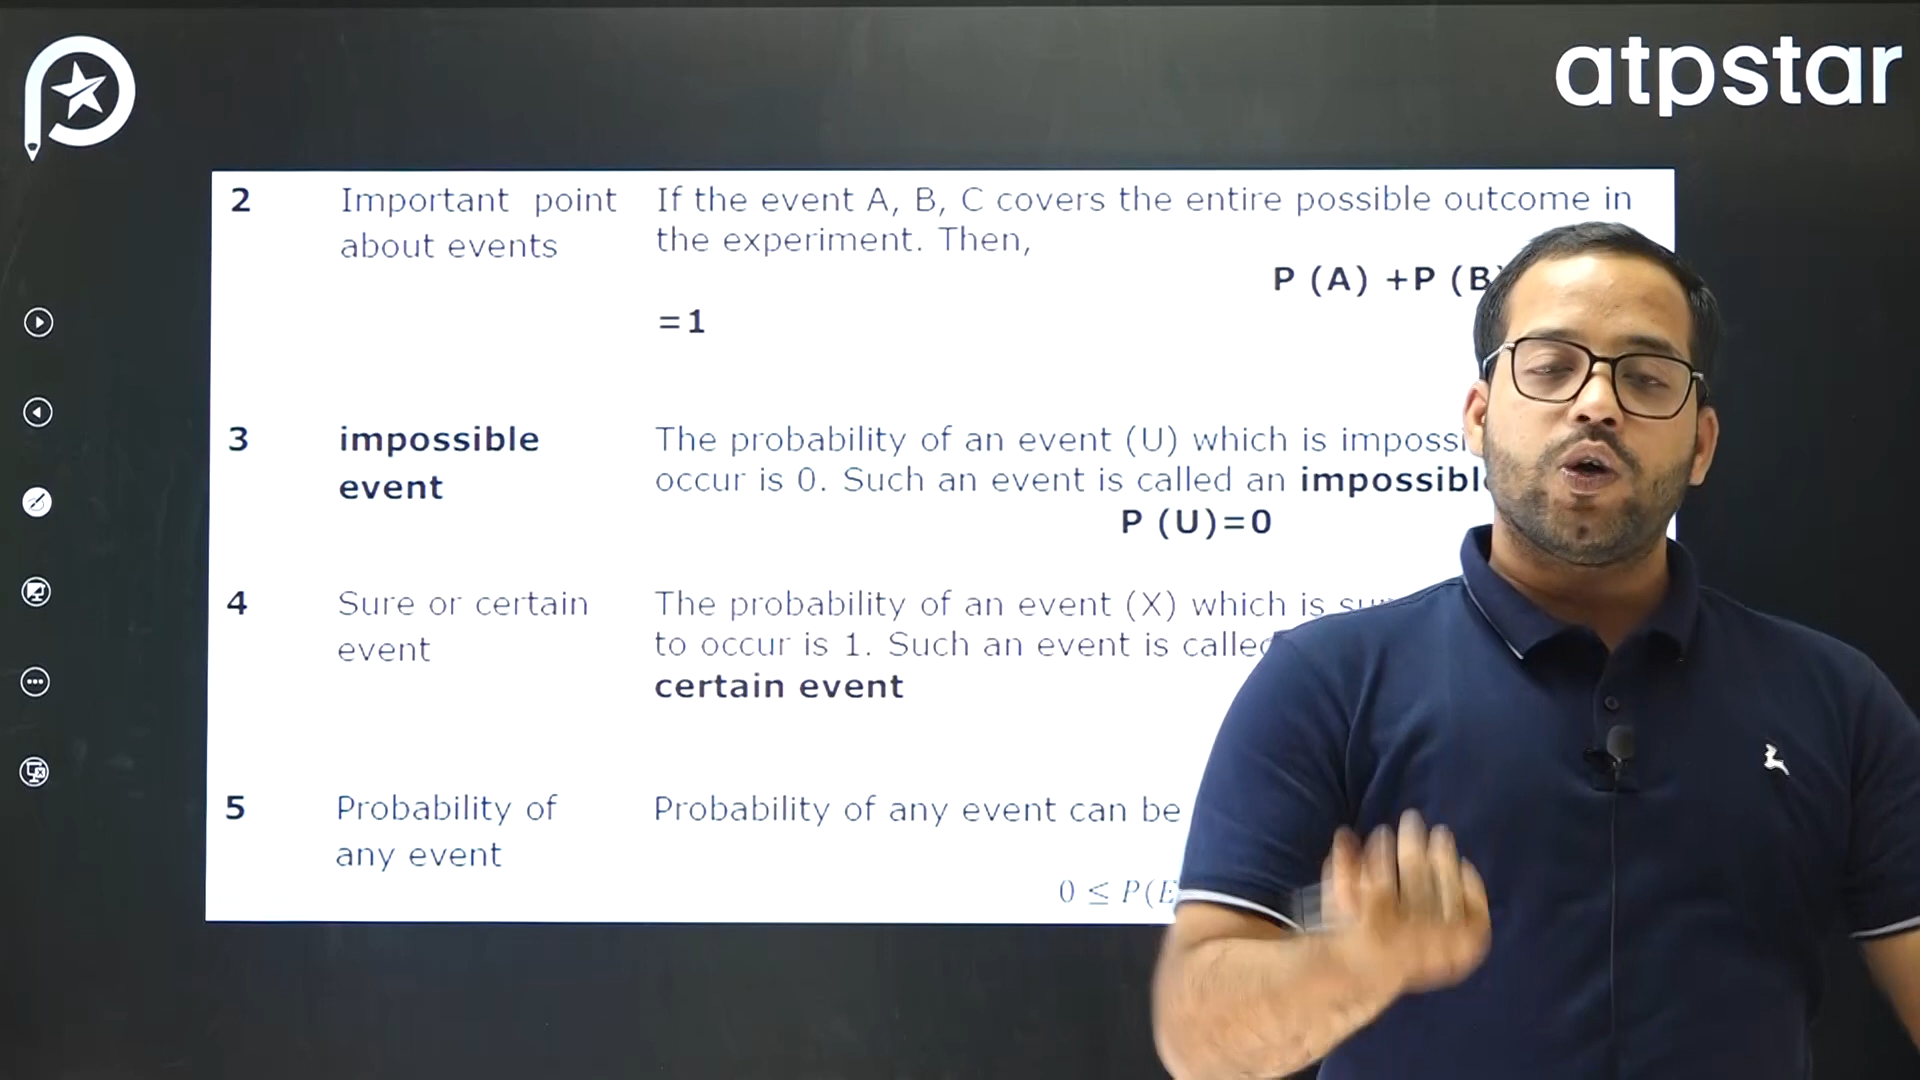 atpstar
2 Important point If the event A, B, C covers the entire possible outcome in
about events the experiment. Then,
P (A) +P (B
=1
3 impossible The probability of an event (U) which is
event occur is 0. Such an event is called an impossible
P (U)=0
4 Sure or certain The probability of an event (X) which is
event to occur is 1. Such an event is called
certain event
5 Probability of Probability of any event can be
any event
0 ≤ P(E